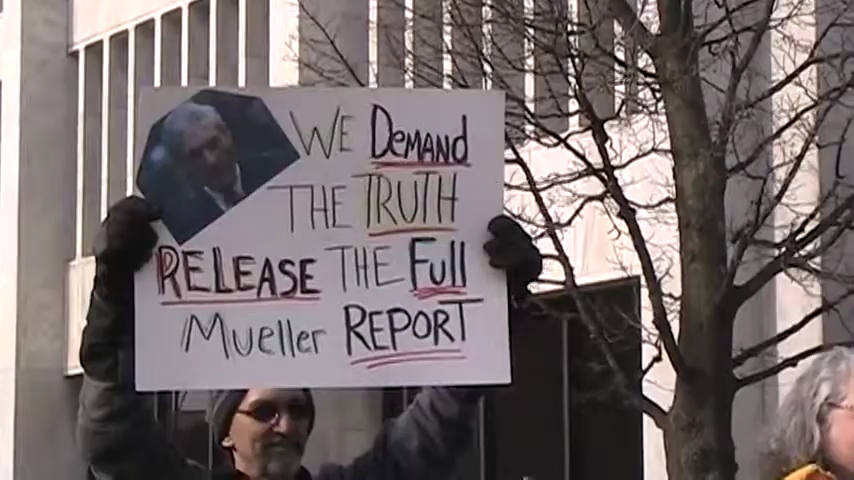 WE DEMAND
THE TRUTH
RELEASE THE Full
Mueller REPORT